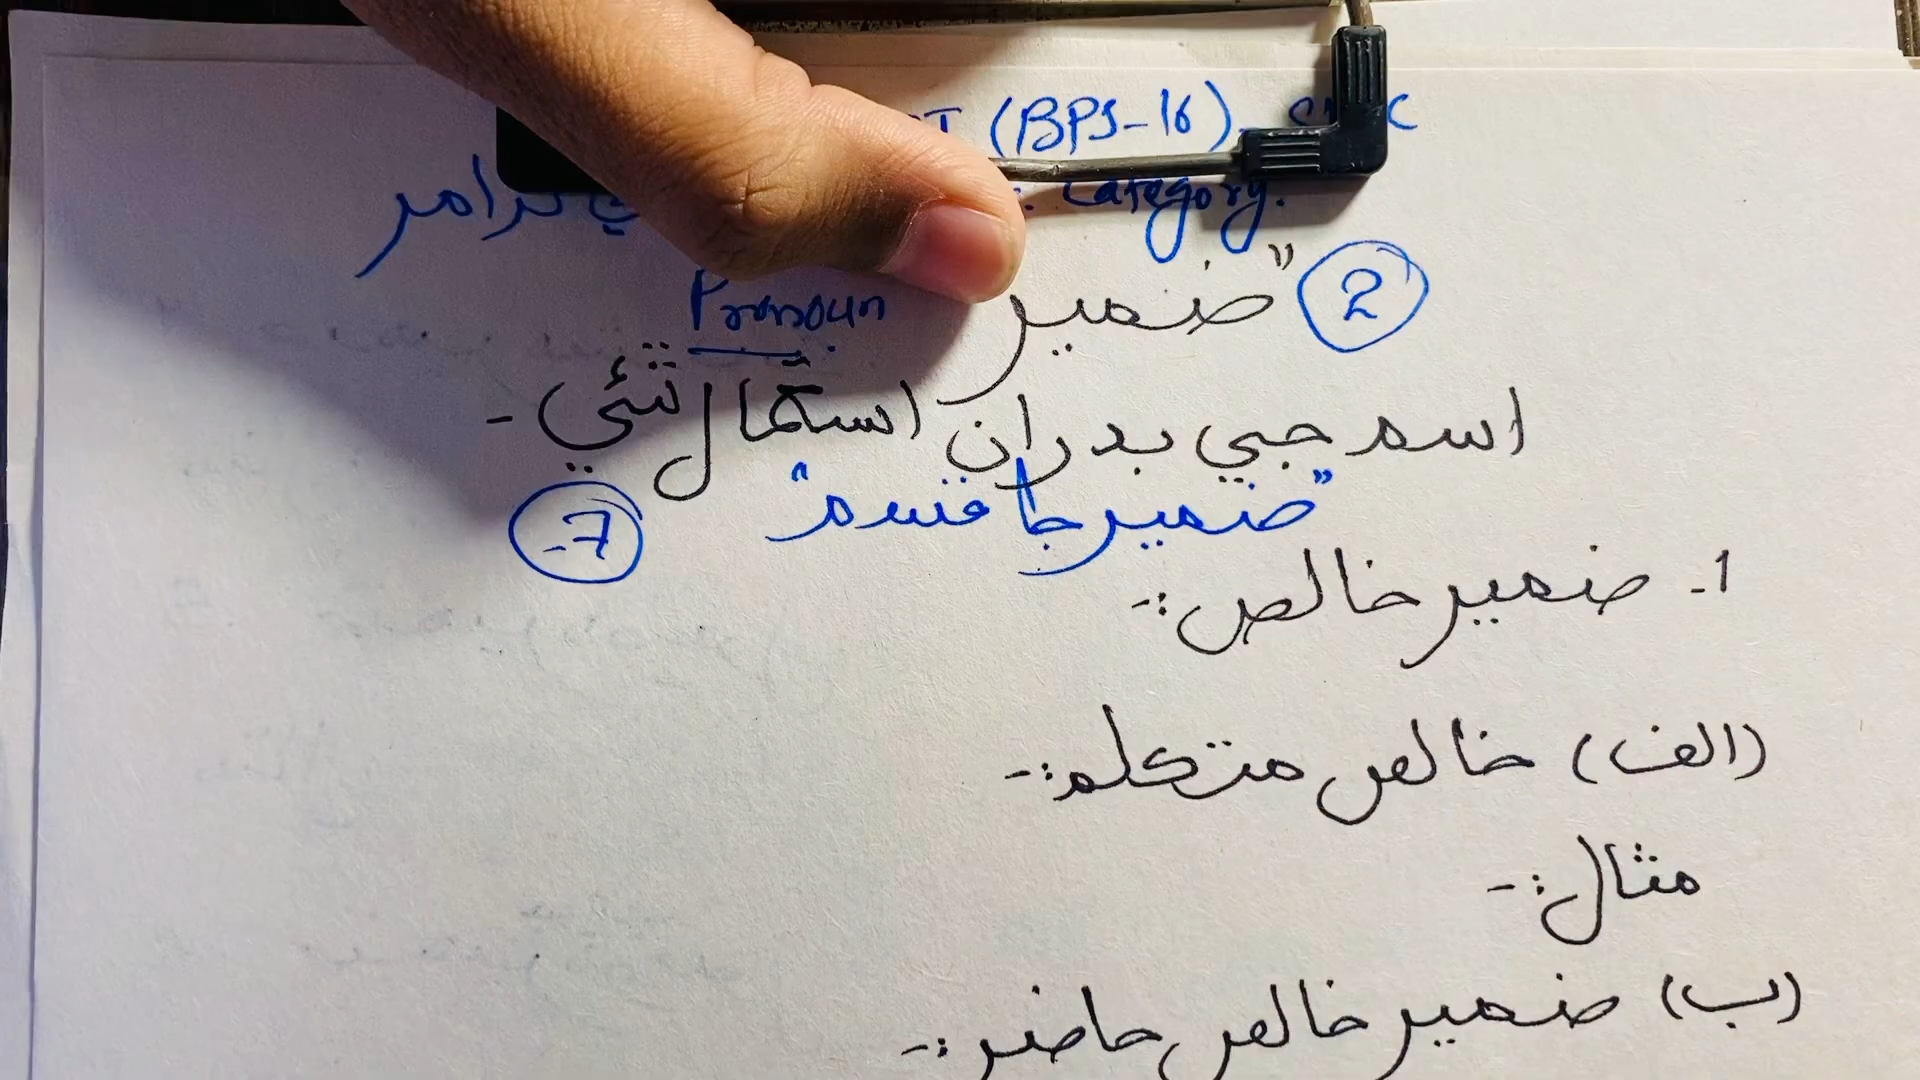 (BPS-16)
گرامر Category.
② "ضمير Pronoun
اسم جي بدران استعمال ٿئي -
"ضمير جا قسم" 7-
1- ضمير خالص :-
(الف) خالص متڪلم :-
مثال :-
(ب) ضمير خالص حاضر :-